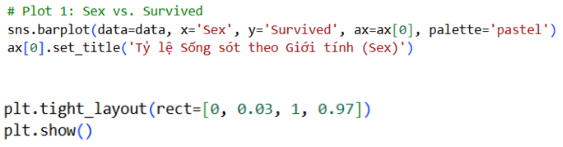 # Plot 1: Sex vs. Survived
sns.barplot(data=data, x='Sex', y='Survived', ax=ax[0], palette='pastel')
ax[0].set_title('Tỷ lệ Sống sót theo Giới tính (Sex)')
plt.tight_layout(rect=[0, 0.03, 1, 0.97])
plt.show()